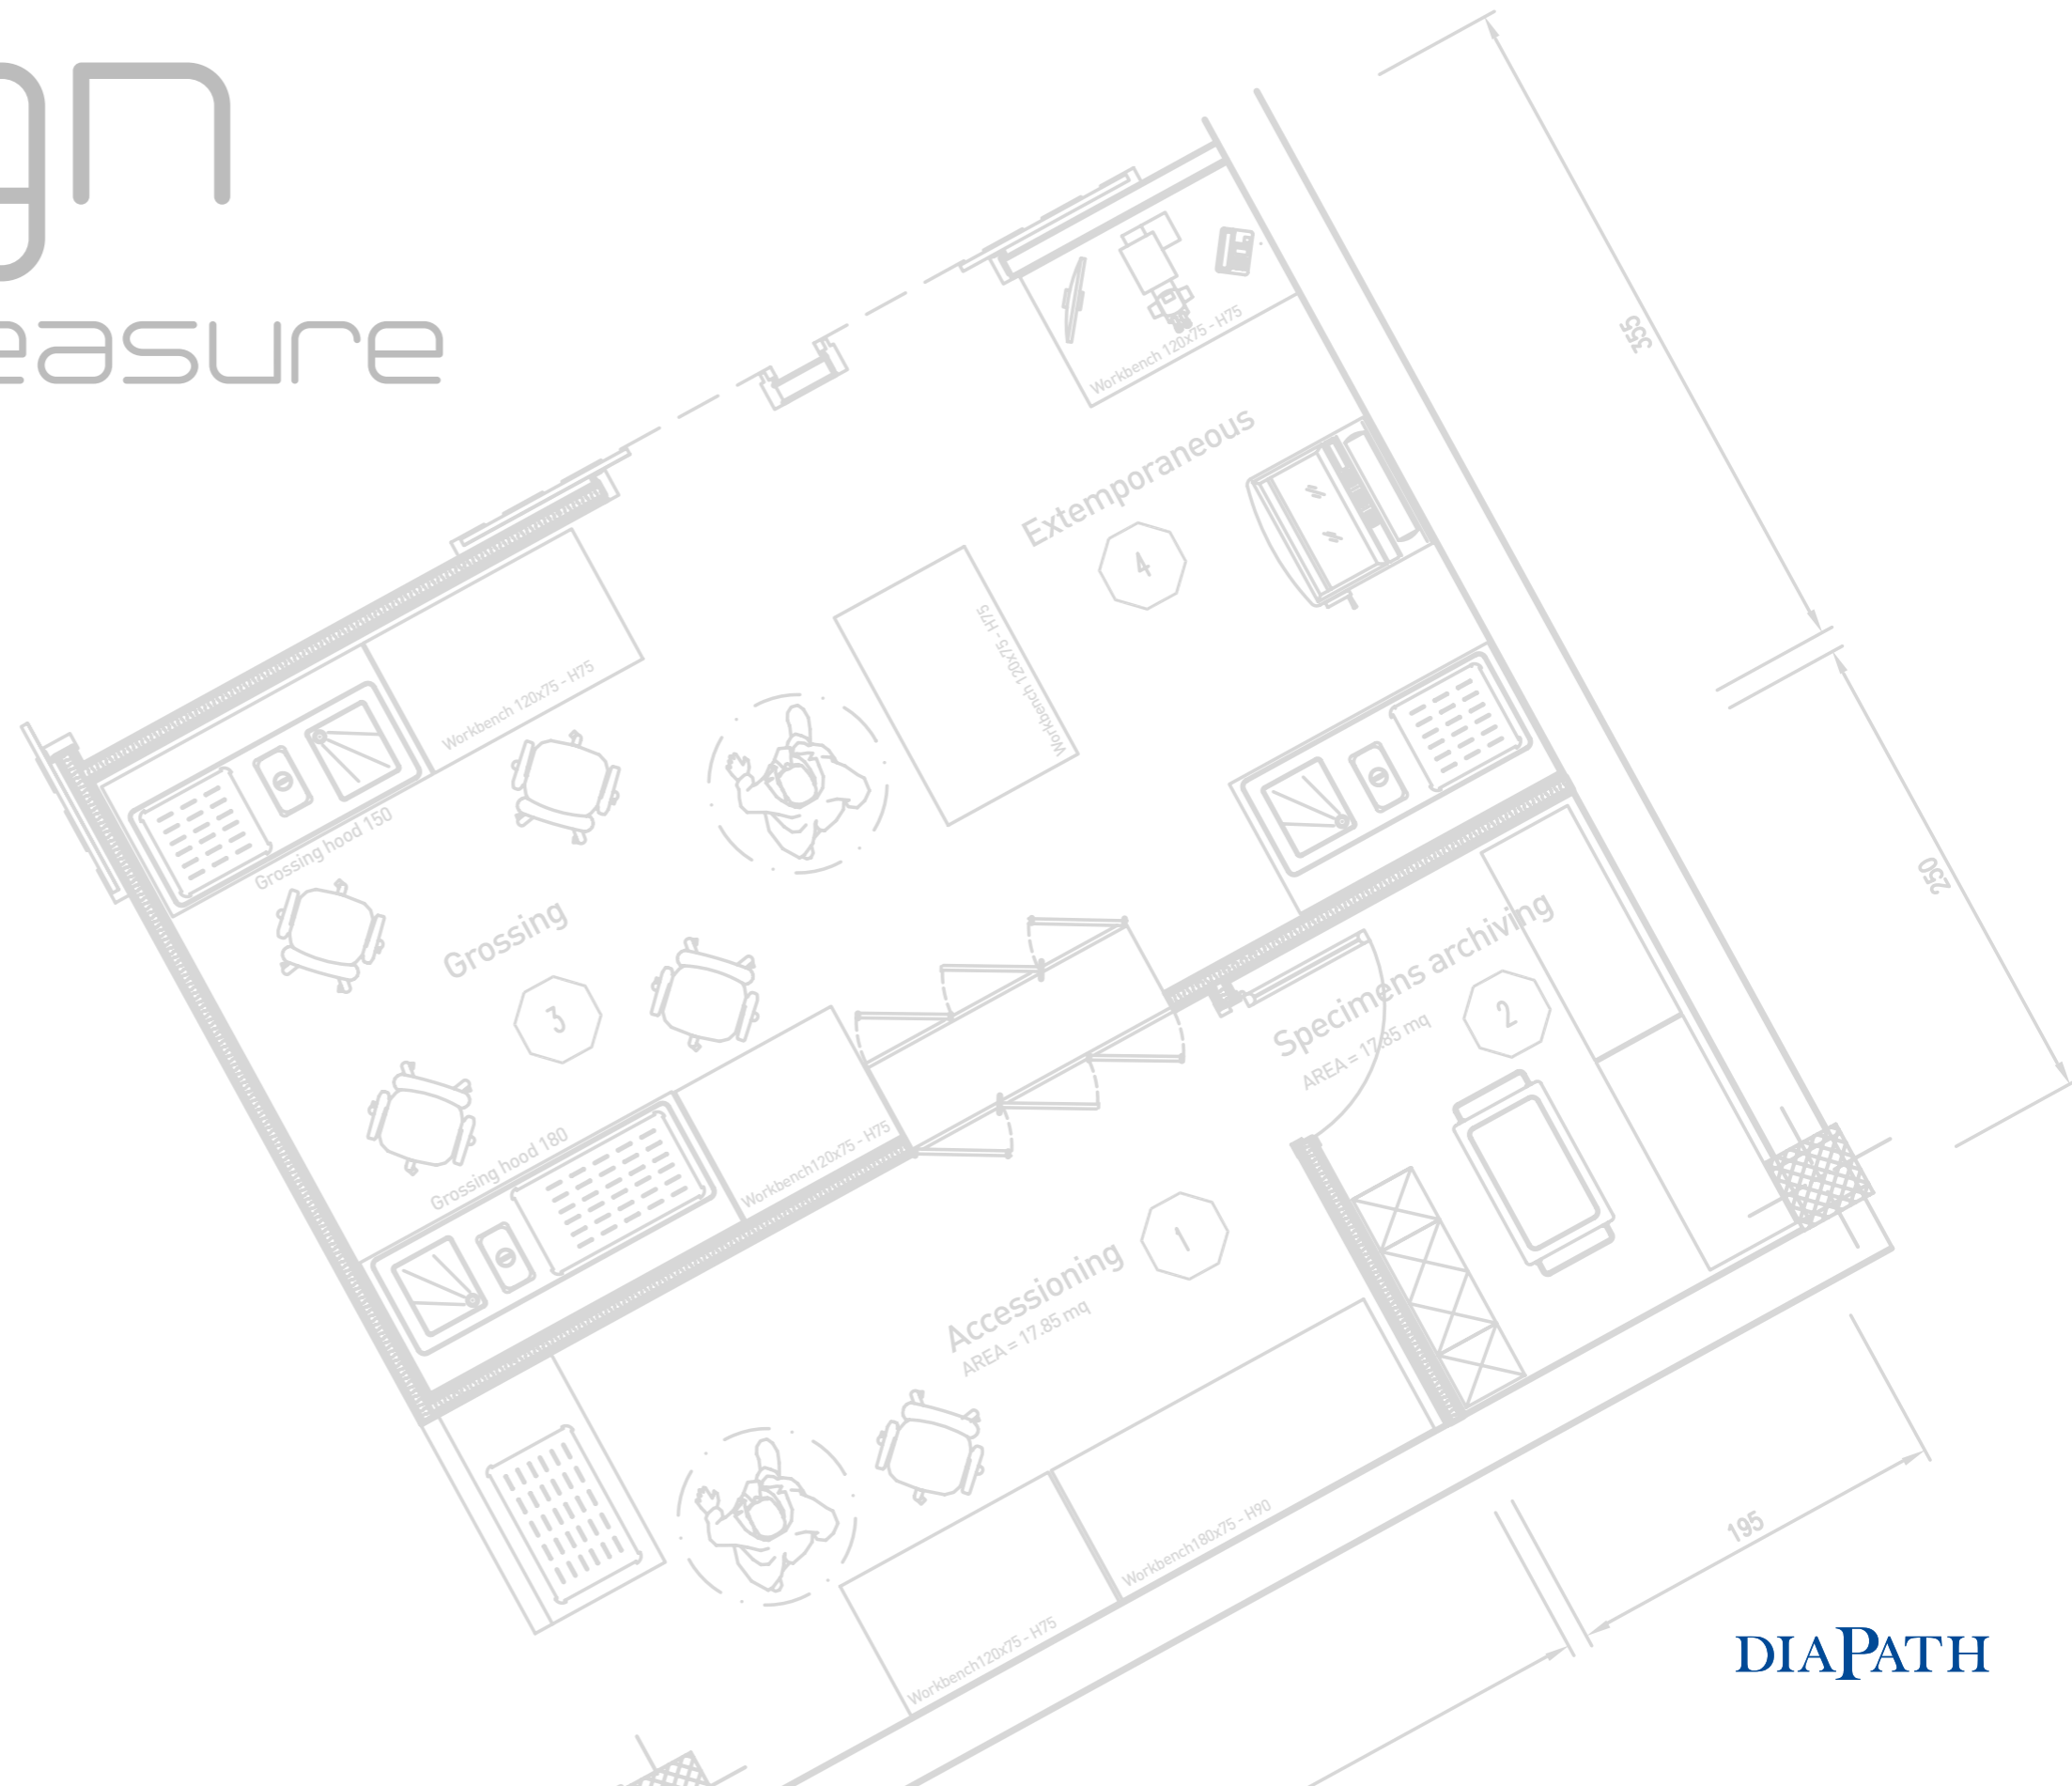 gn
easure
Workbench 120x75 - H75
335
Extemporaneous
4
Workbench 120x75 - H75
Workbench 120x75 - H75
Grossing hood 150
Grossing
3
250
Specimens archiving
AREA = 17.85 mq
2
Grossing hood 180
Workbench120x75 - H75
1
Accessioning
AREA = 17.85 mq
Workbench180x75 - H90
195
Workbench120x75 - H75
DIAPATH